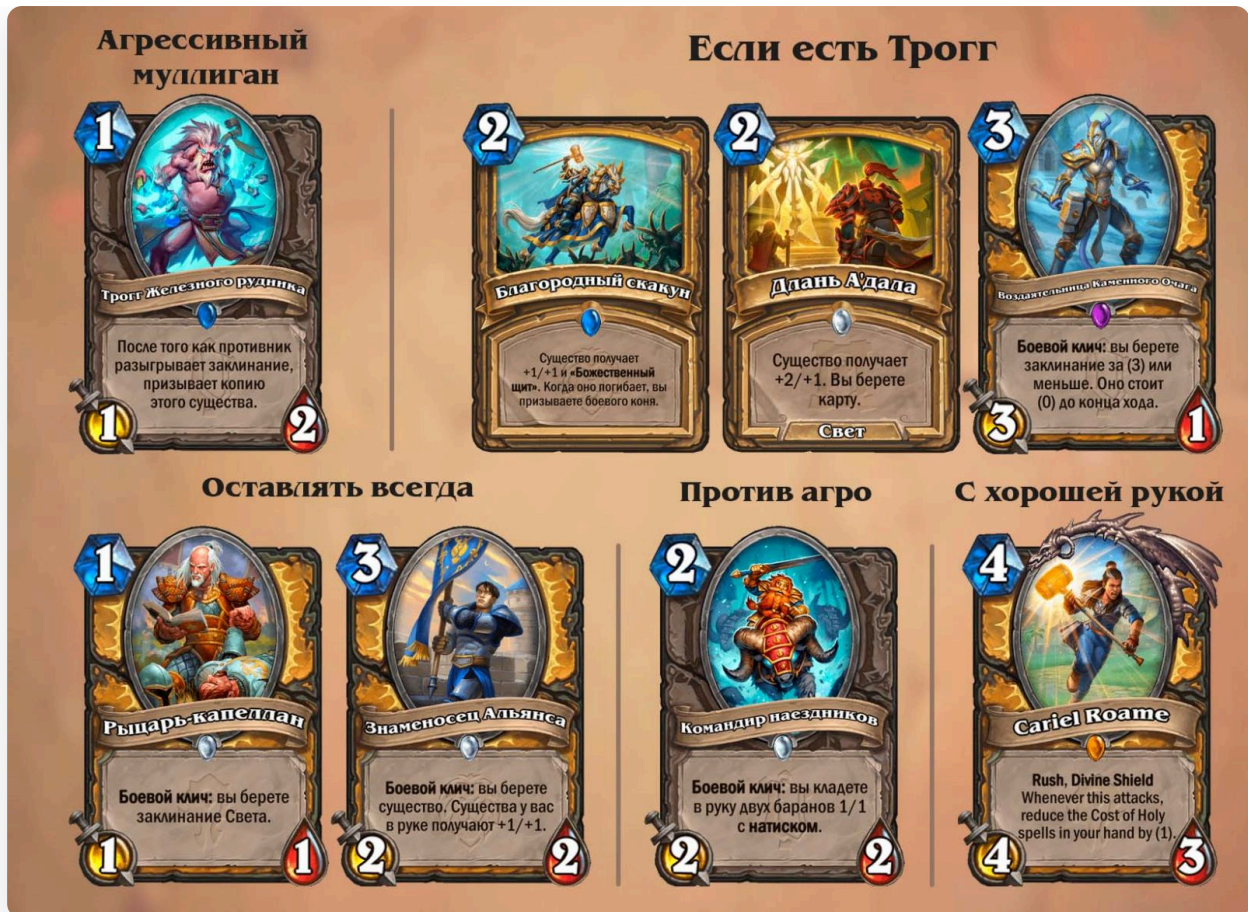 Агрессивный
муллиган
Если есть Трогг
1
Трогг Железного рудника
После того как противник
разыгрывает заклинание,
призывает копию
этого существа.
1
2
2
Благородный скакун
Существо получает
+1/+1 и «Божественный
щит». Когда оно погибает, вы
призываете боевого коня.
2
Длань А'дала
Существо получает
+2/+1. Вы берете
карту.
Свет
3
Воздаятельница Каменного Очага
Боевой клич: вы берете
заклинание за (3) или
меньше. Оно стоит
(0) до конца хода.
3
1
Оставлять всегда
Против агро
С хорошей рукой
1
Рыцарь-капеллан
Боевой клич: вы берете
заклинание Света.
1
1
3
Знаменосец Альянса
Боевой клич: вы берете
существо. Существа у вас
в руке получают +1/+1.
2
2
2
Командир наездников
Боевой клич: вы кладете
в руку двух баранов 1/1
с натиском.
2
2
4
Cariel Roame
Rush, Divine Shield
Whenever this attacks,
reduce the Cost of Holy
spells in your hand by (1).
4
3